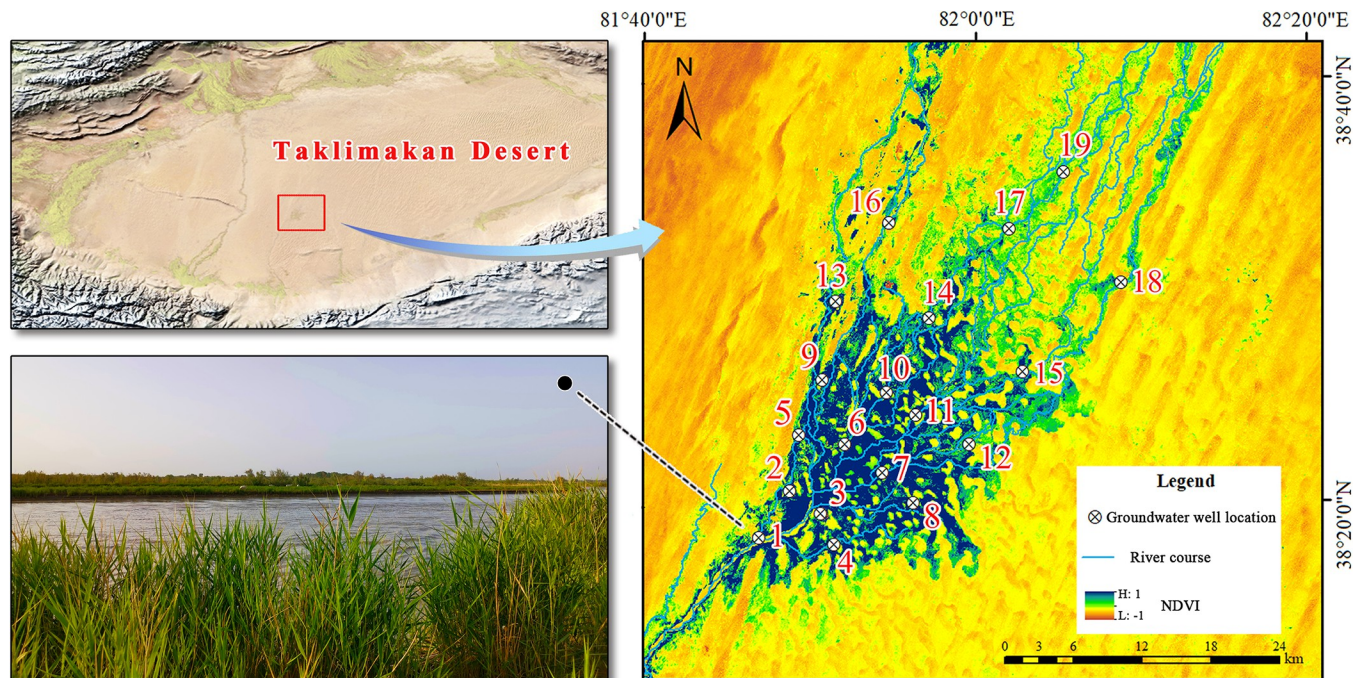 81°40'0"E
82°0'0"E
82°20'0"E
Taklimakan Desert
N
38°40'0"N
19
16
17
13
14
18
9
10
15
5
6
11
2
7
12
3
8
1
4
38°20'0"N
Legend
Groundwater well location
River course
H: 1
L: -1
NDVI
0 3 6 12 18 24
km